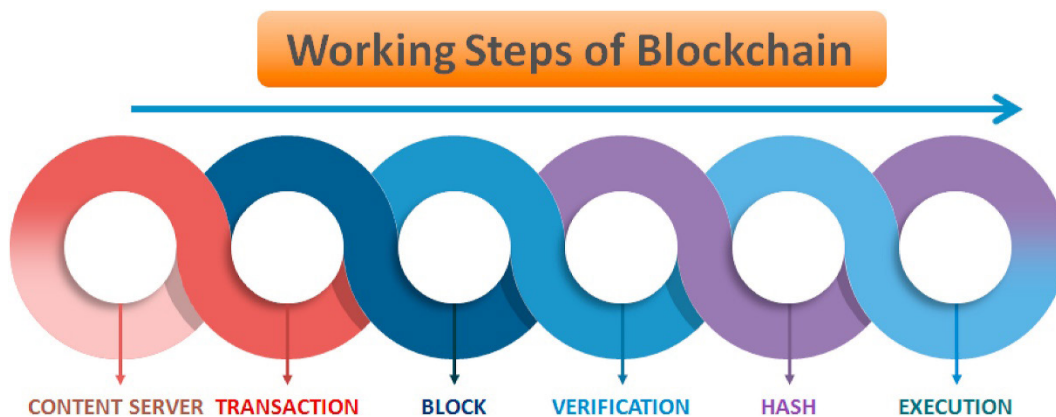 Working Steps of Blockchain
CONTENT SERVER TRANSACTION BLOCK VERIFICATION HASH EXECUTION